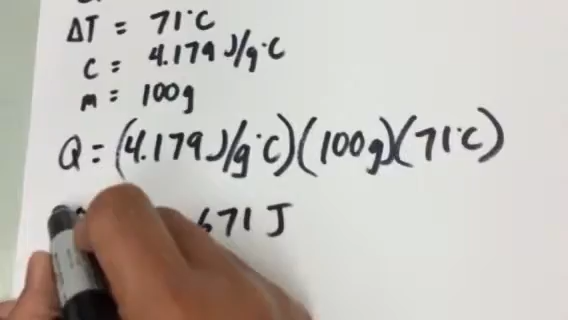 ΔT = 71°C
C = 4.179 J/g°C
m = 100g
Q = (4.179 J/g°C)(100g)(71°C)
671 J